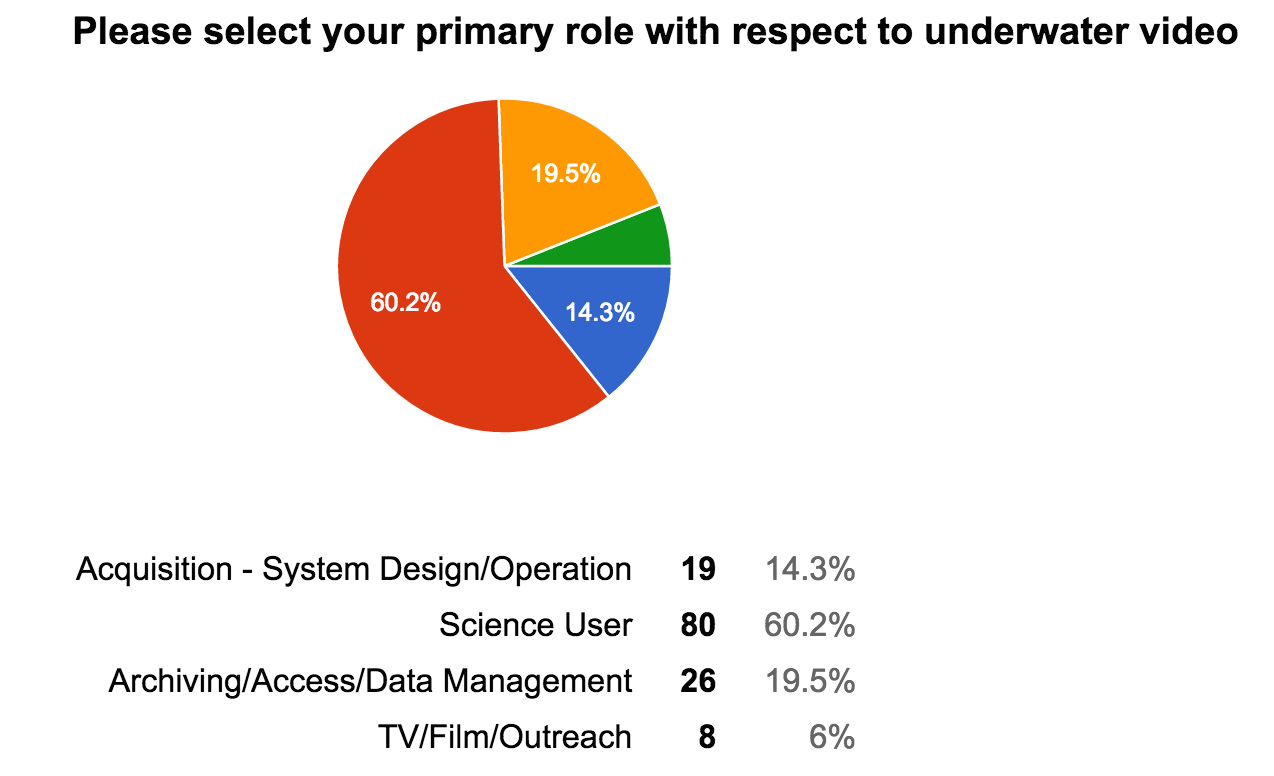 Please select your primary role with respect to underwater video
19.5%
60.2%
14.3%
Acquisition - System Design/Operation 19 14.3%
Science User 80 60.2%
Archiving/Access/Data Management 26 19.5%
TV/Film/Outreach 8 6%